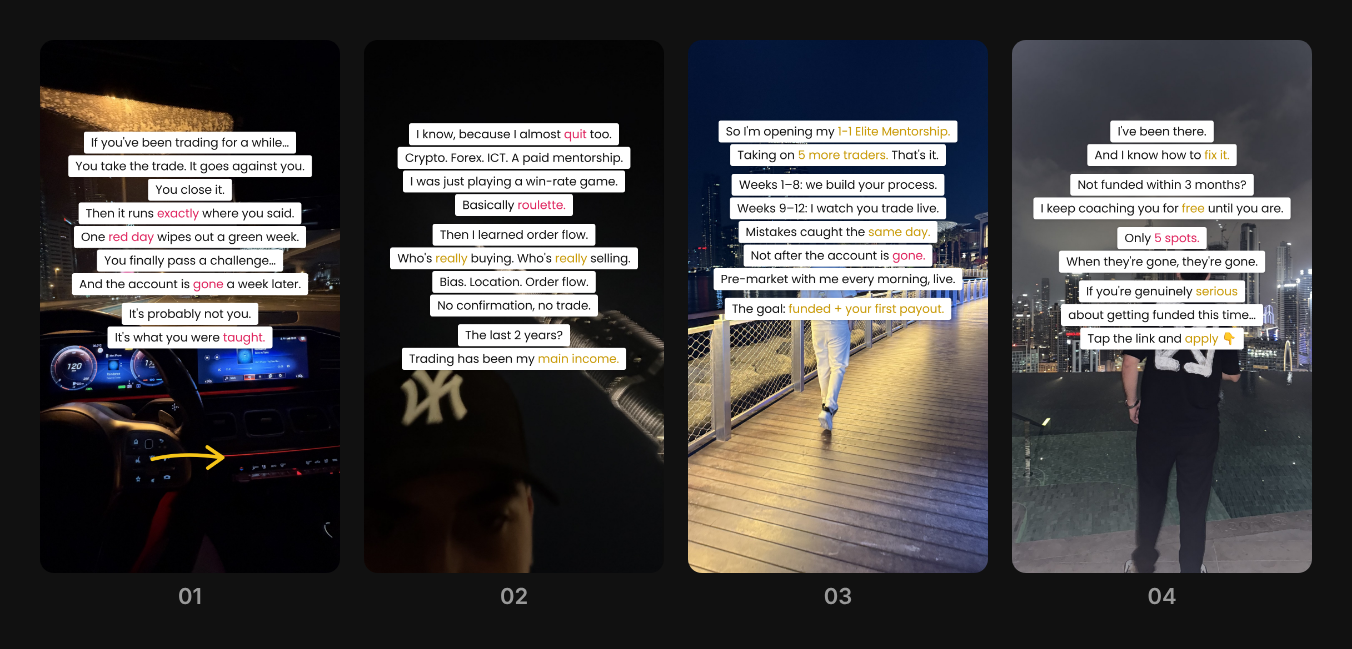 If you've been trading for a while…
You take the trade. It goes against you.
You close it.
Then it runs exactly where you said.
One red day wipes out a green week.
You finally pass a challenge…
And the account is gone a week later.
It's probably not you.
It's what you were taught.
120
01
I know, because I almost quit too.
Crypto. Forex. ICT. A paid mentorship.
I was just playing a win-rate game.
Basically roulette.
Then I learned order flow.
Who's really buying. Who's really selling.
Bias. Location. Order flow.
No confirmation, no trade.
The last 2 years?
Trading has been my main income.
NY
02
So I'm opening my 1-1 Elite Mentorship.
Taking on 5 more traders. That's it.
Weeks 1–8: we build your process.
Weeks 9–12: I watch you trade live.
Mistakes caught the same day.
Not after the account is gone.
Pre-market with me every morning, live.
The goal: funded + your first payout.
03
I've been there.
And I know how to fix it.
Not funded within 3 months?
I keep coaching you for free until you are.
Only 5 spots.
When they're gone, they're gone.
If you're genuinely serious
about getting funded this time…
Tap the link and apply 👇
04